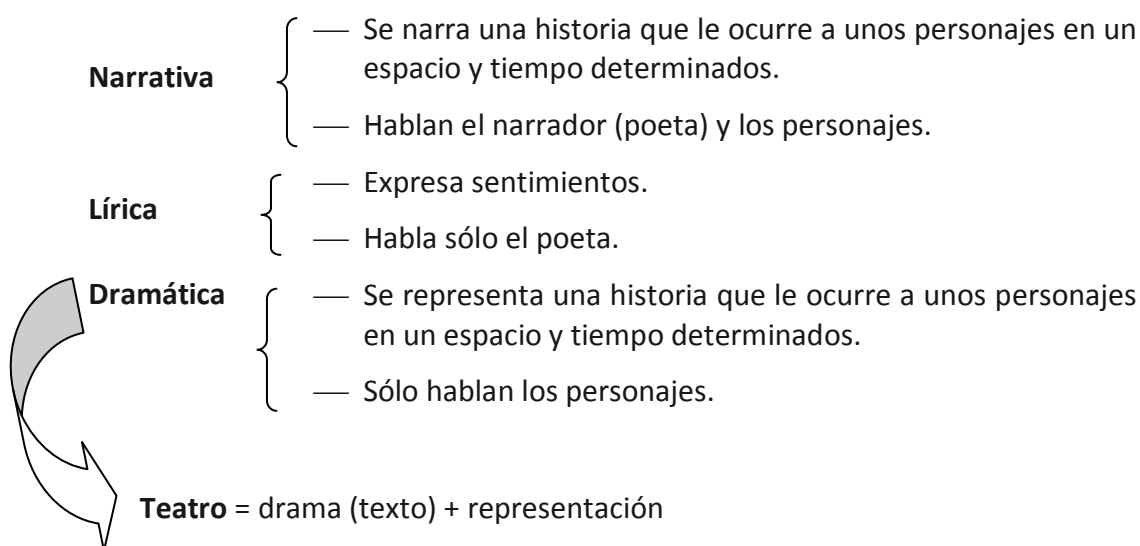 — Se narra una historia que le ocurre a unos personajes en un
espacio y tiempo determinados.
Narrativa
— Hablan el narrador (poeta) y los personajes.
— Expresa sentimientos.
Lírica
— Habla sólo el poeta.
Dramática — Se representa una historia que le ocurre a unos personajes
en un espacio y tiempo determinados.
— Sólo hablan los personajes.
Teatro = drama (texto) + representación